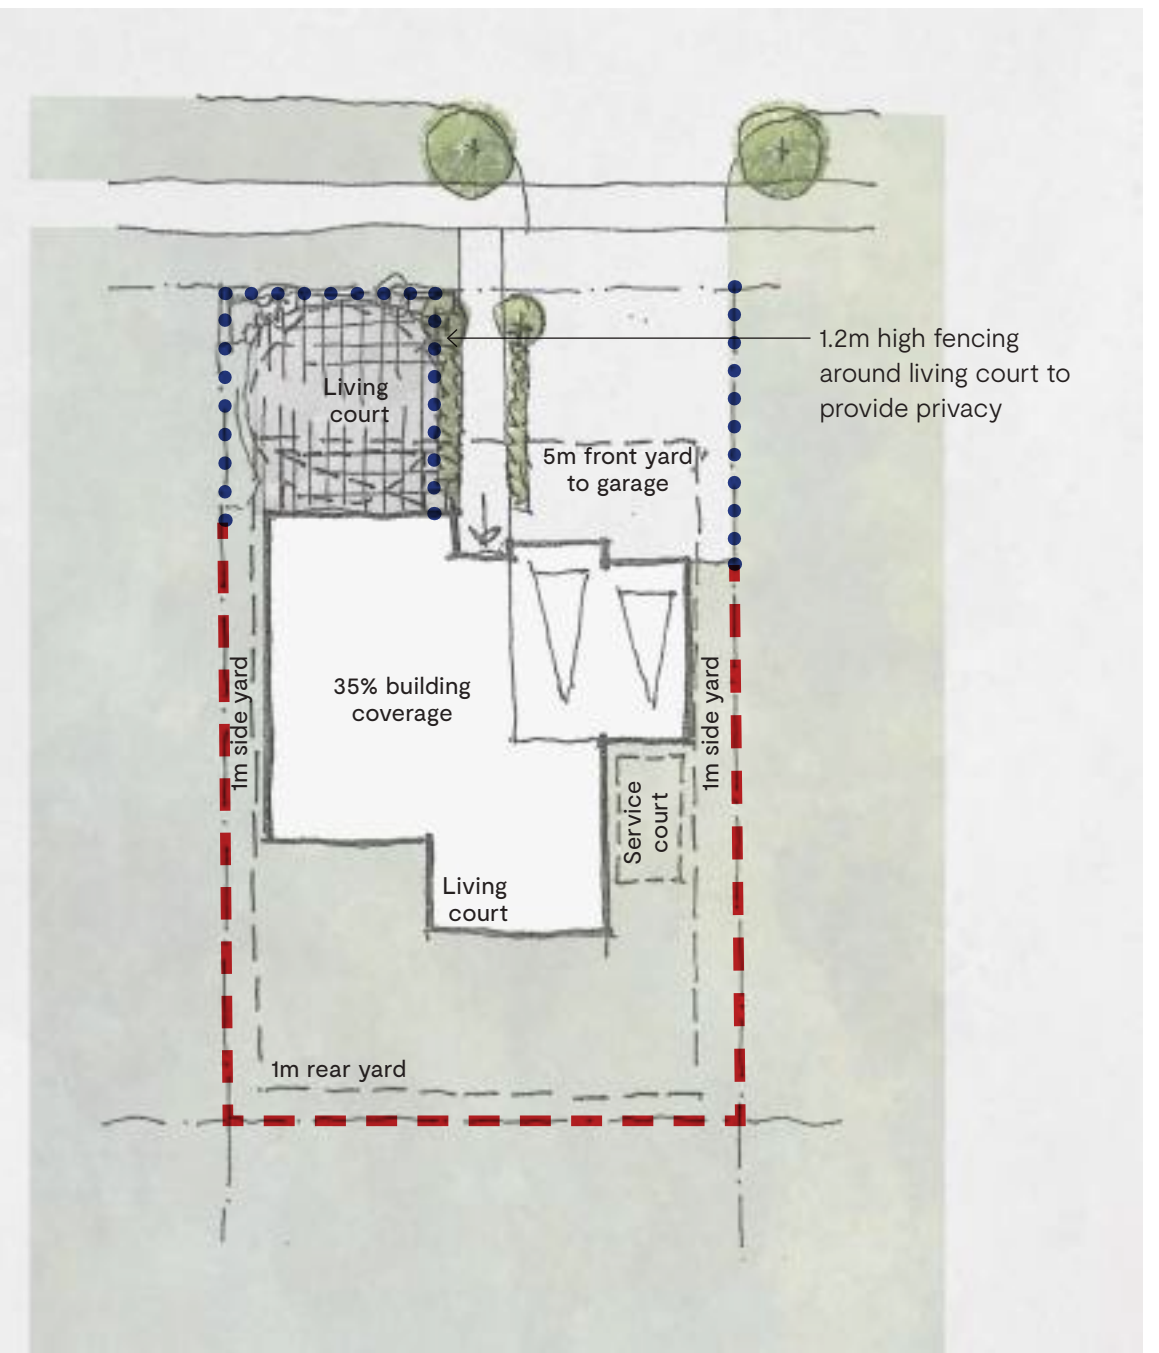 1.2m high fencing
around living court to
provide privacy
Living
court
5m front yard
to garage
35% building
coverage
1m side yard
1m side yard
Service
court
Living
court
1m rear yard